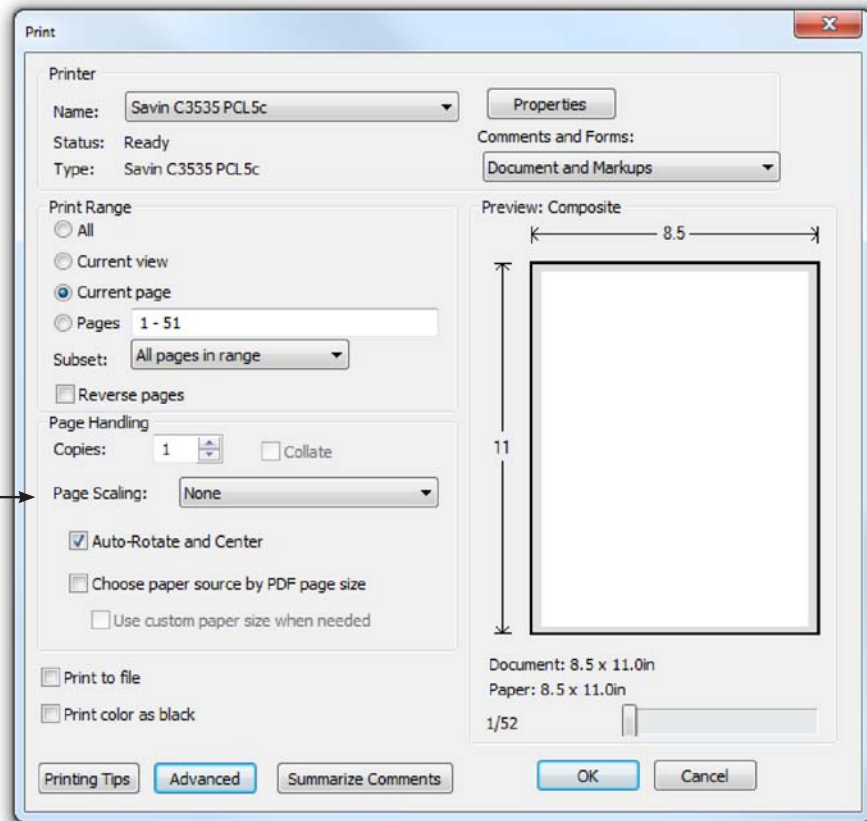 Print
Printer
Name: Savin C3535 PCL5c
Properties
Status: Ready
Comments and Forms:
Type: Savin C3535 PCL5c
Document and Markups
Print Range
All
Current view
Current page
Pages 1 - 51
Subset: All pages in range
Reverse pages
Page Handling
Copies: 1
Collate
Page Scaling: None
Auto-Rotate and Center
Choose paper source by PDF page size
Use custom paper size when needed
Print to file
Print color as black
Preview: Composite
8.5
11
Document: 8.5 x 11.0in
Paper: 8.5 x 11.0in
1/52
Printing Tips
Advanced
Summarize Comments
OK
Cancel